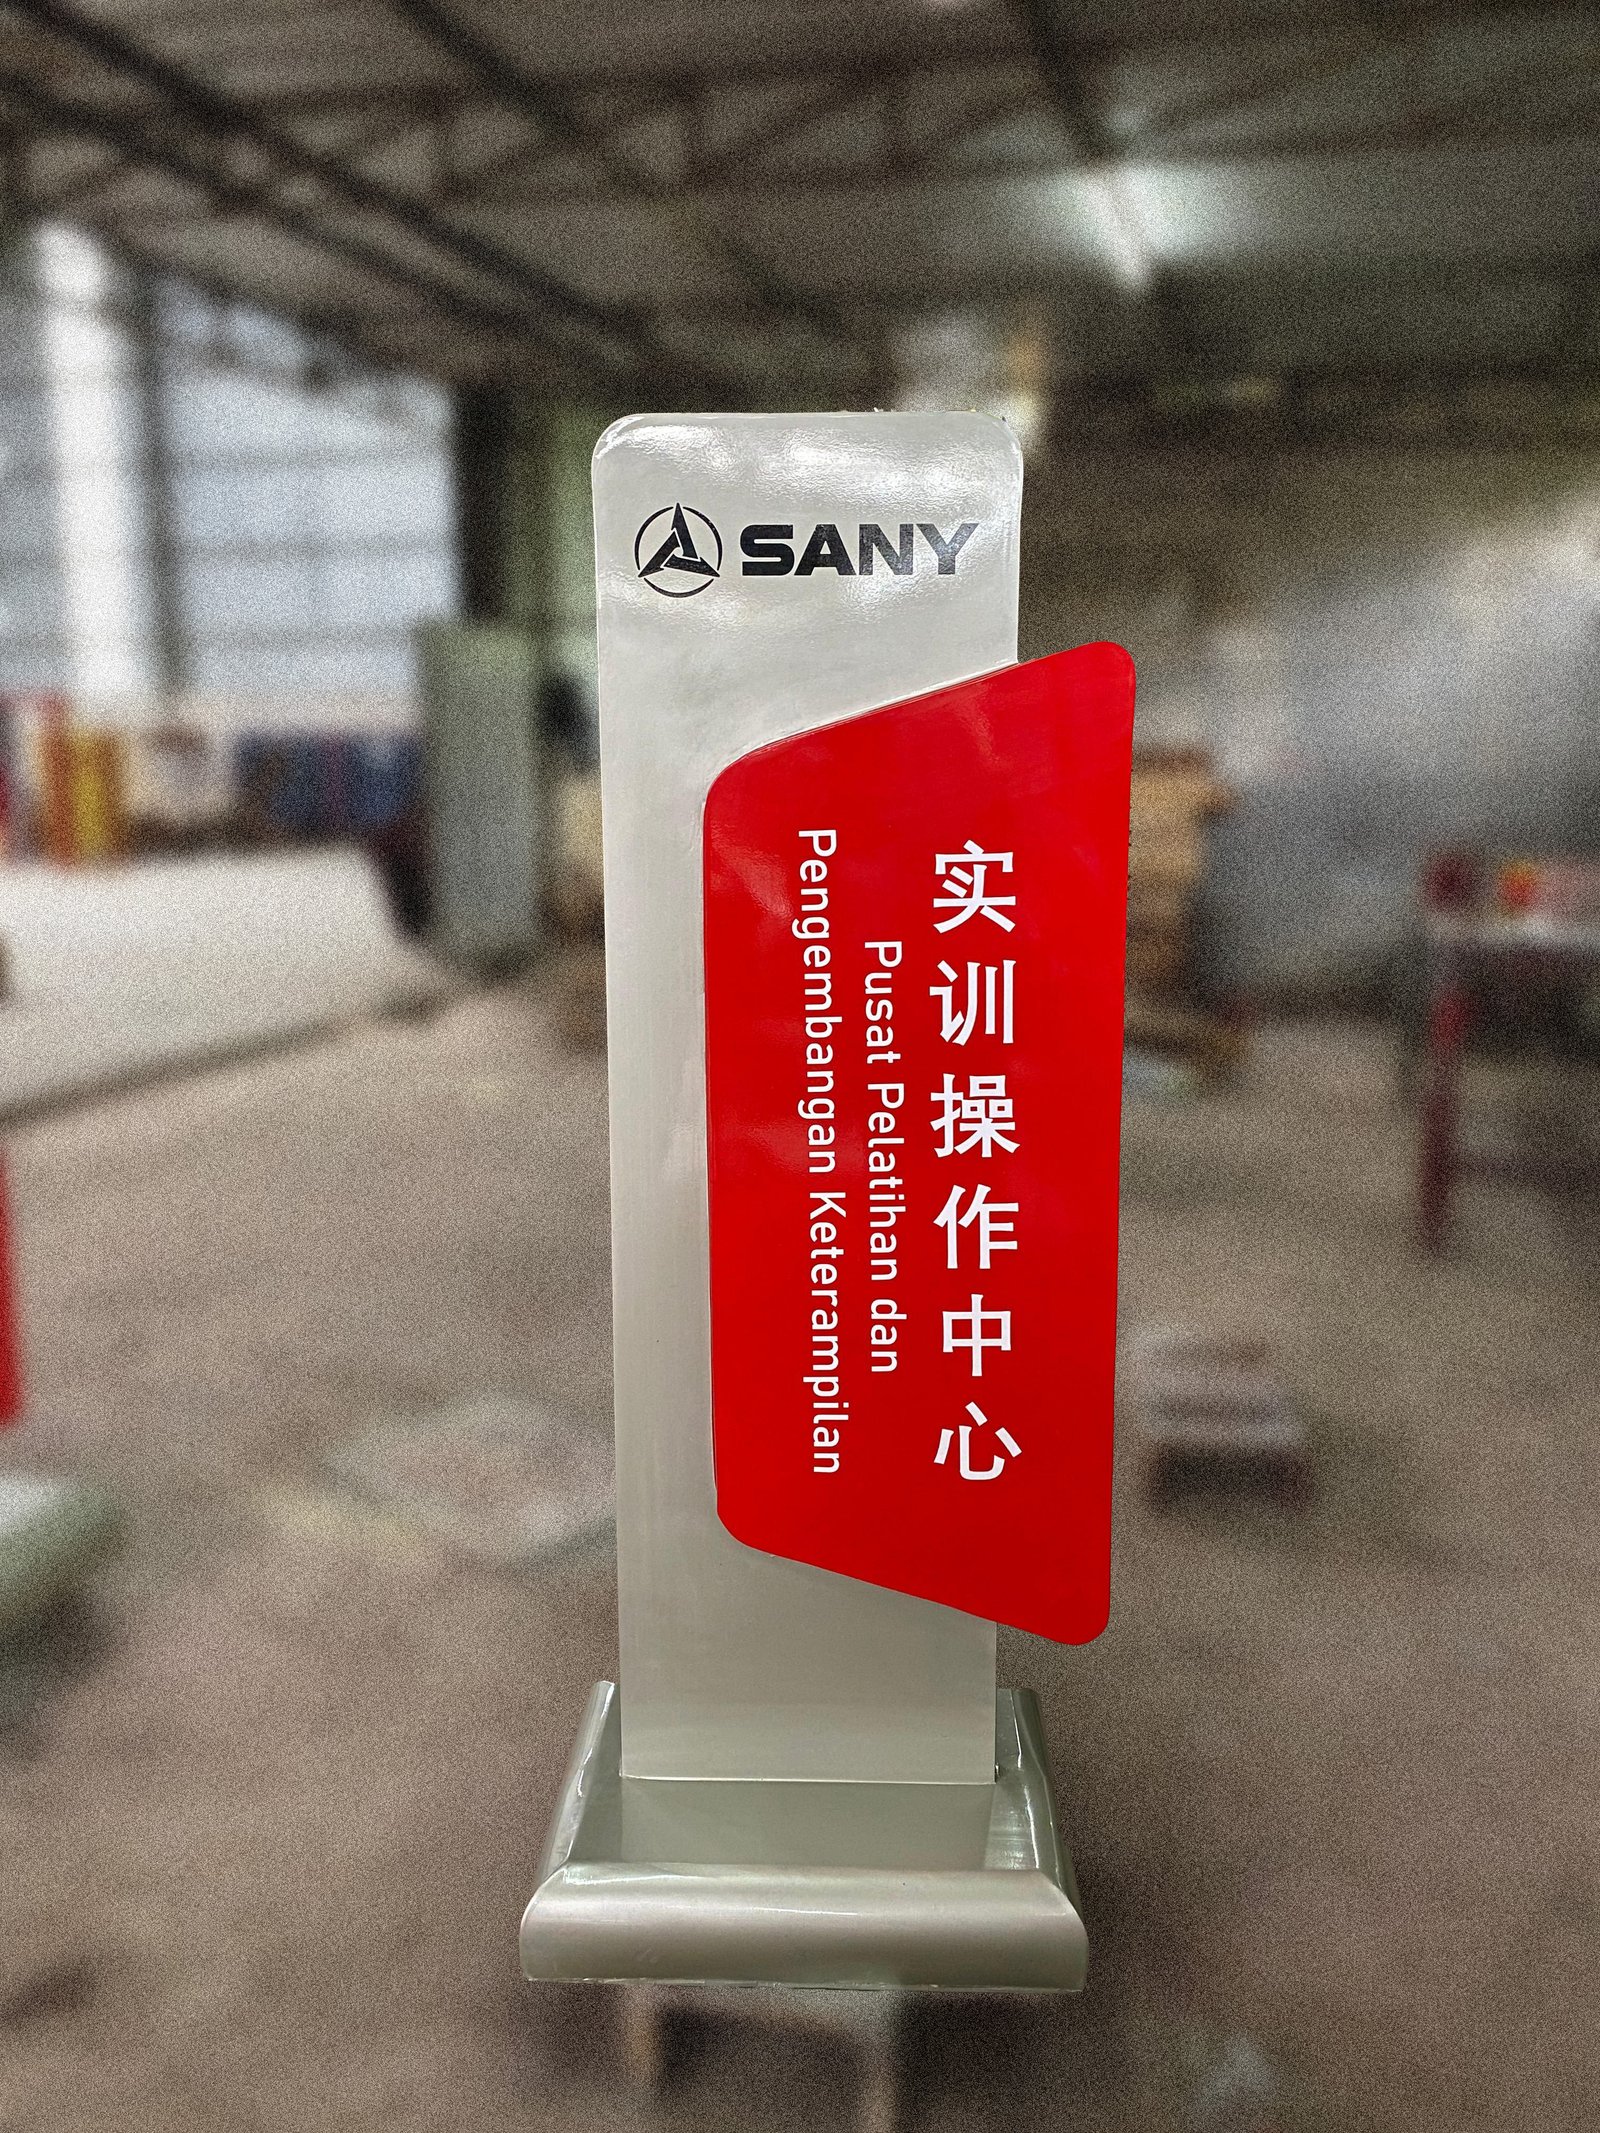 SANY
实训操作中心
Pusat Pelatihan dan
Pengembangan Keterampilan